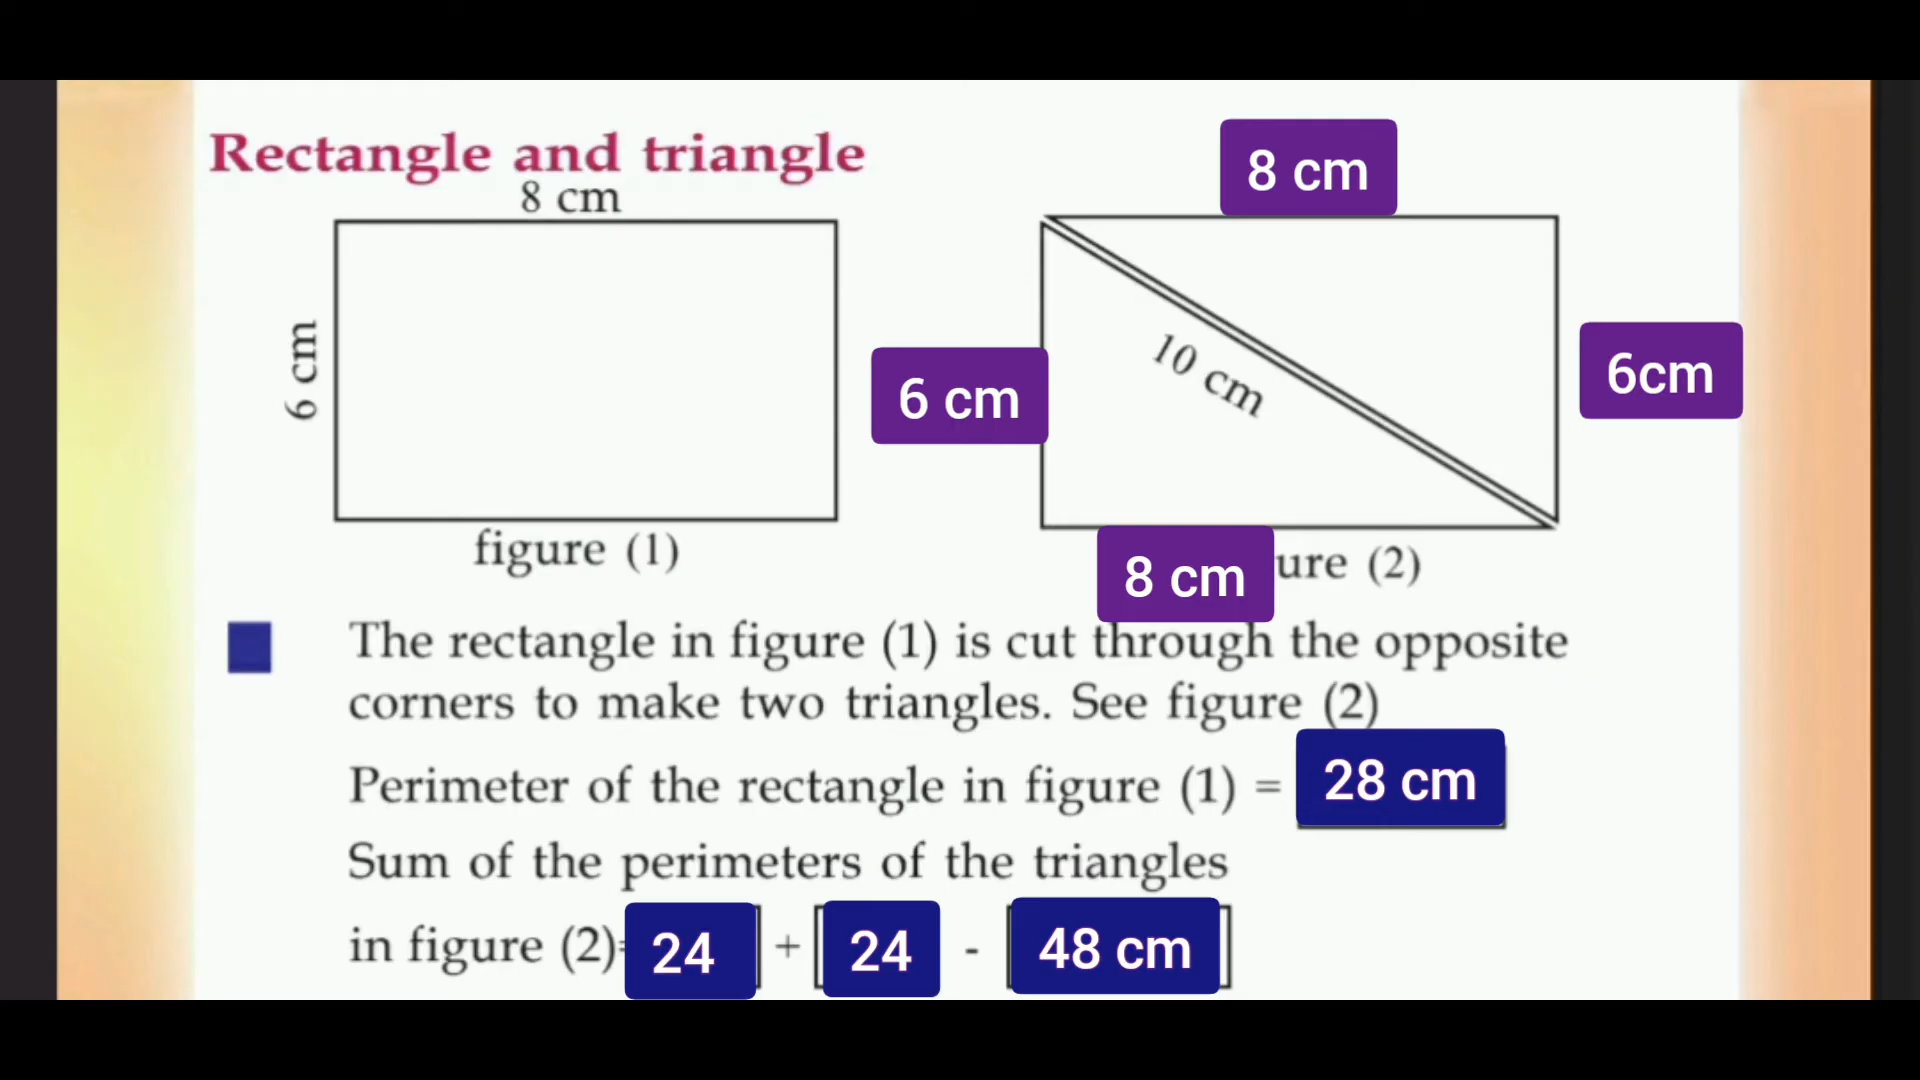 Rectangle and triangle
8 cm
8 cm
6 cm
6 cm
10 cm
6cm
figure (1)
8 cm ure (2)
The rectangle in figure (1) is cut through the opposite
corners to make two triangles. See figure (2)
Perimeter of the rectangle in figure (1) = 28 cm
Sum of the perimeters of the triangles
in figure (2)= 24 + 24 - 48 cm